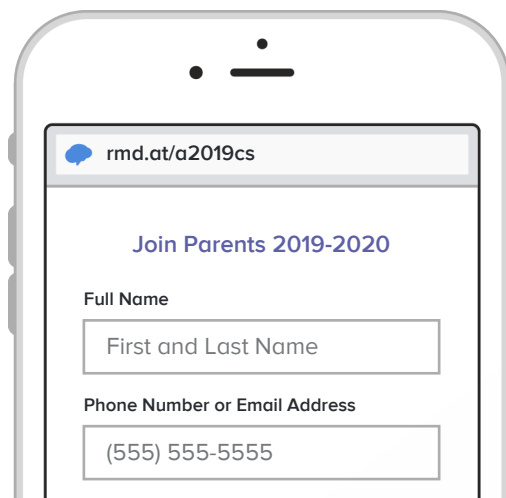 rmd.at/a2019cs
Join Parents 2019-2020
Full Name
First and Last Name
Phone Number or Email Address
(555) 555-5555